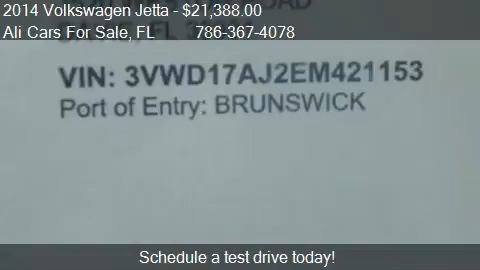 2014 Volkswagen Jetta - $21,388.00
Ali Cars For Sale, FL 786-367-4078
VIN: 3VWD17AJ2EM421153
Port of Entry: BRUNSWICK
Schedule a test drive today!